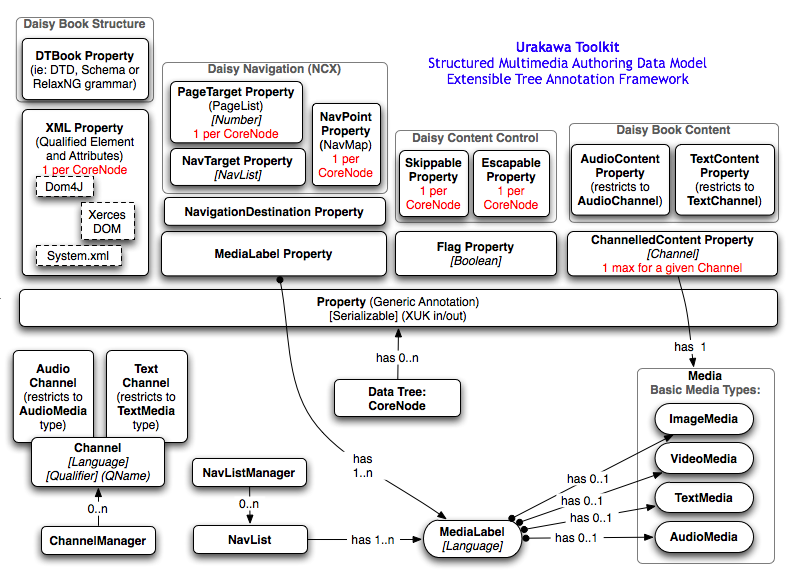 Daisy Book Structure
DTBook Property
(ie: DTD, Schema or
RelaxNG grammar)
XML Property
(Qualified Element
and Attributes)
1 per CoreNode
Dom4J
Xerces
DOM
System.xml
Daisy Navigation (NCX)
PageTarget Property
(PageList)
[Number]
1 per CoreNode
NavTarget Property
[NavList]
NavPoint
Property
(NavMap)
1 per
CoreNode
NavigationDestination Property
MediaLabel Property
Urakawa Toolkit
Structured Multimedia Authoring Data Model
Extensible Tree Annotation Framework
Daisy Content Control
Skippable
Property
1 per
CoreNode
Escapable
Property
1 per
CoreNode
Flag Property
[Boolean]
Daisy Book Content
AudioContent
Property
(restricts to
AudioChannel)
TextContent
Property
(restricts to
TextChannel)
ChannelledContent Property
[Channel]
1 max for a given Channel
Property (Generic Annotation)
[Serializable] (XUK in/out)
has 0..n
Data Tree:
CoreNode
has 1
Audio
Channel
(restricts to
AudioMedia
type)
Text
Channel
(restricts to
TextMedia
type)
Channel
[Language]
[Qualifier] (QName)
0..n
ChannelManager
NavListManager
0..n
NavList
has 1..n
has
1..n
MediaLabel
[Language]
has 0..1
has 0..1
has 0..1
has 0..1
Media
Basic Media Types:
ImageMedia
VideoMedia
TextMedia
AudioMedia